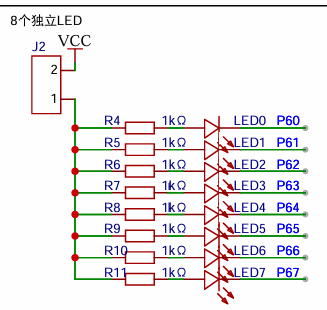 8个独立LED
J2
VCC
2
1
R4 1kΩ LED0 P60
R5 1kΩ LED1 P61
R6 1kΩ LED2 P62
R7 1kΩ LED3 P63
R8 1kΩ LED4 P64
R9 1kΩ LED5 P65
R10 1kΩ LED6 P66
R11 1kΩ LED7 P67